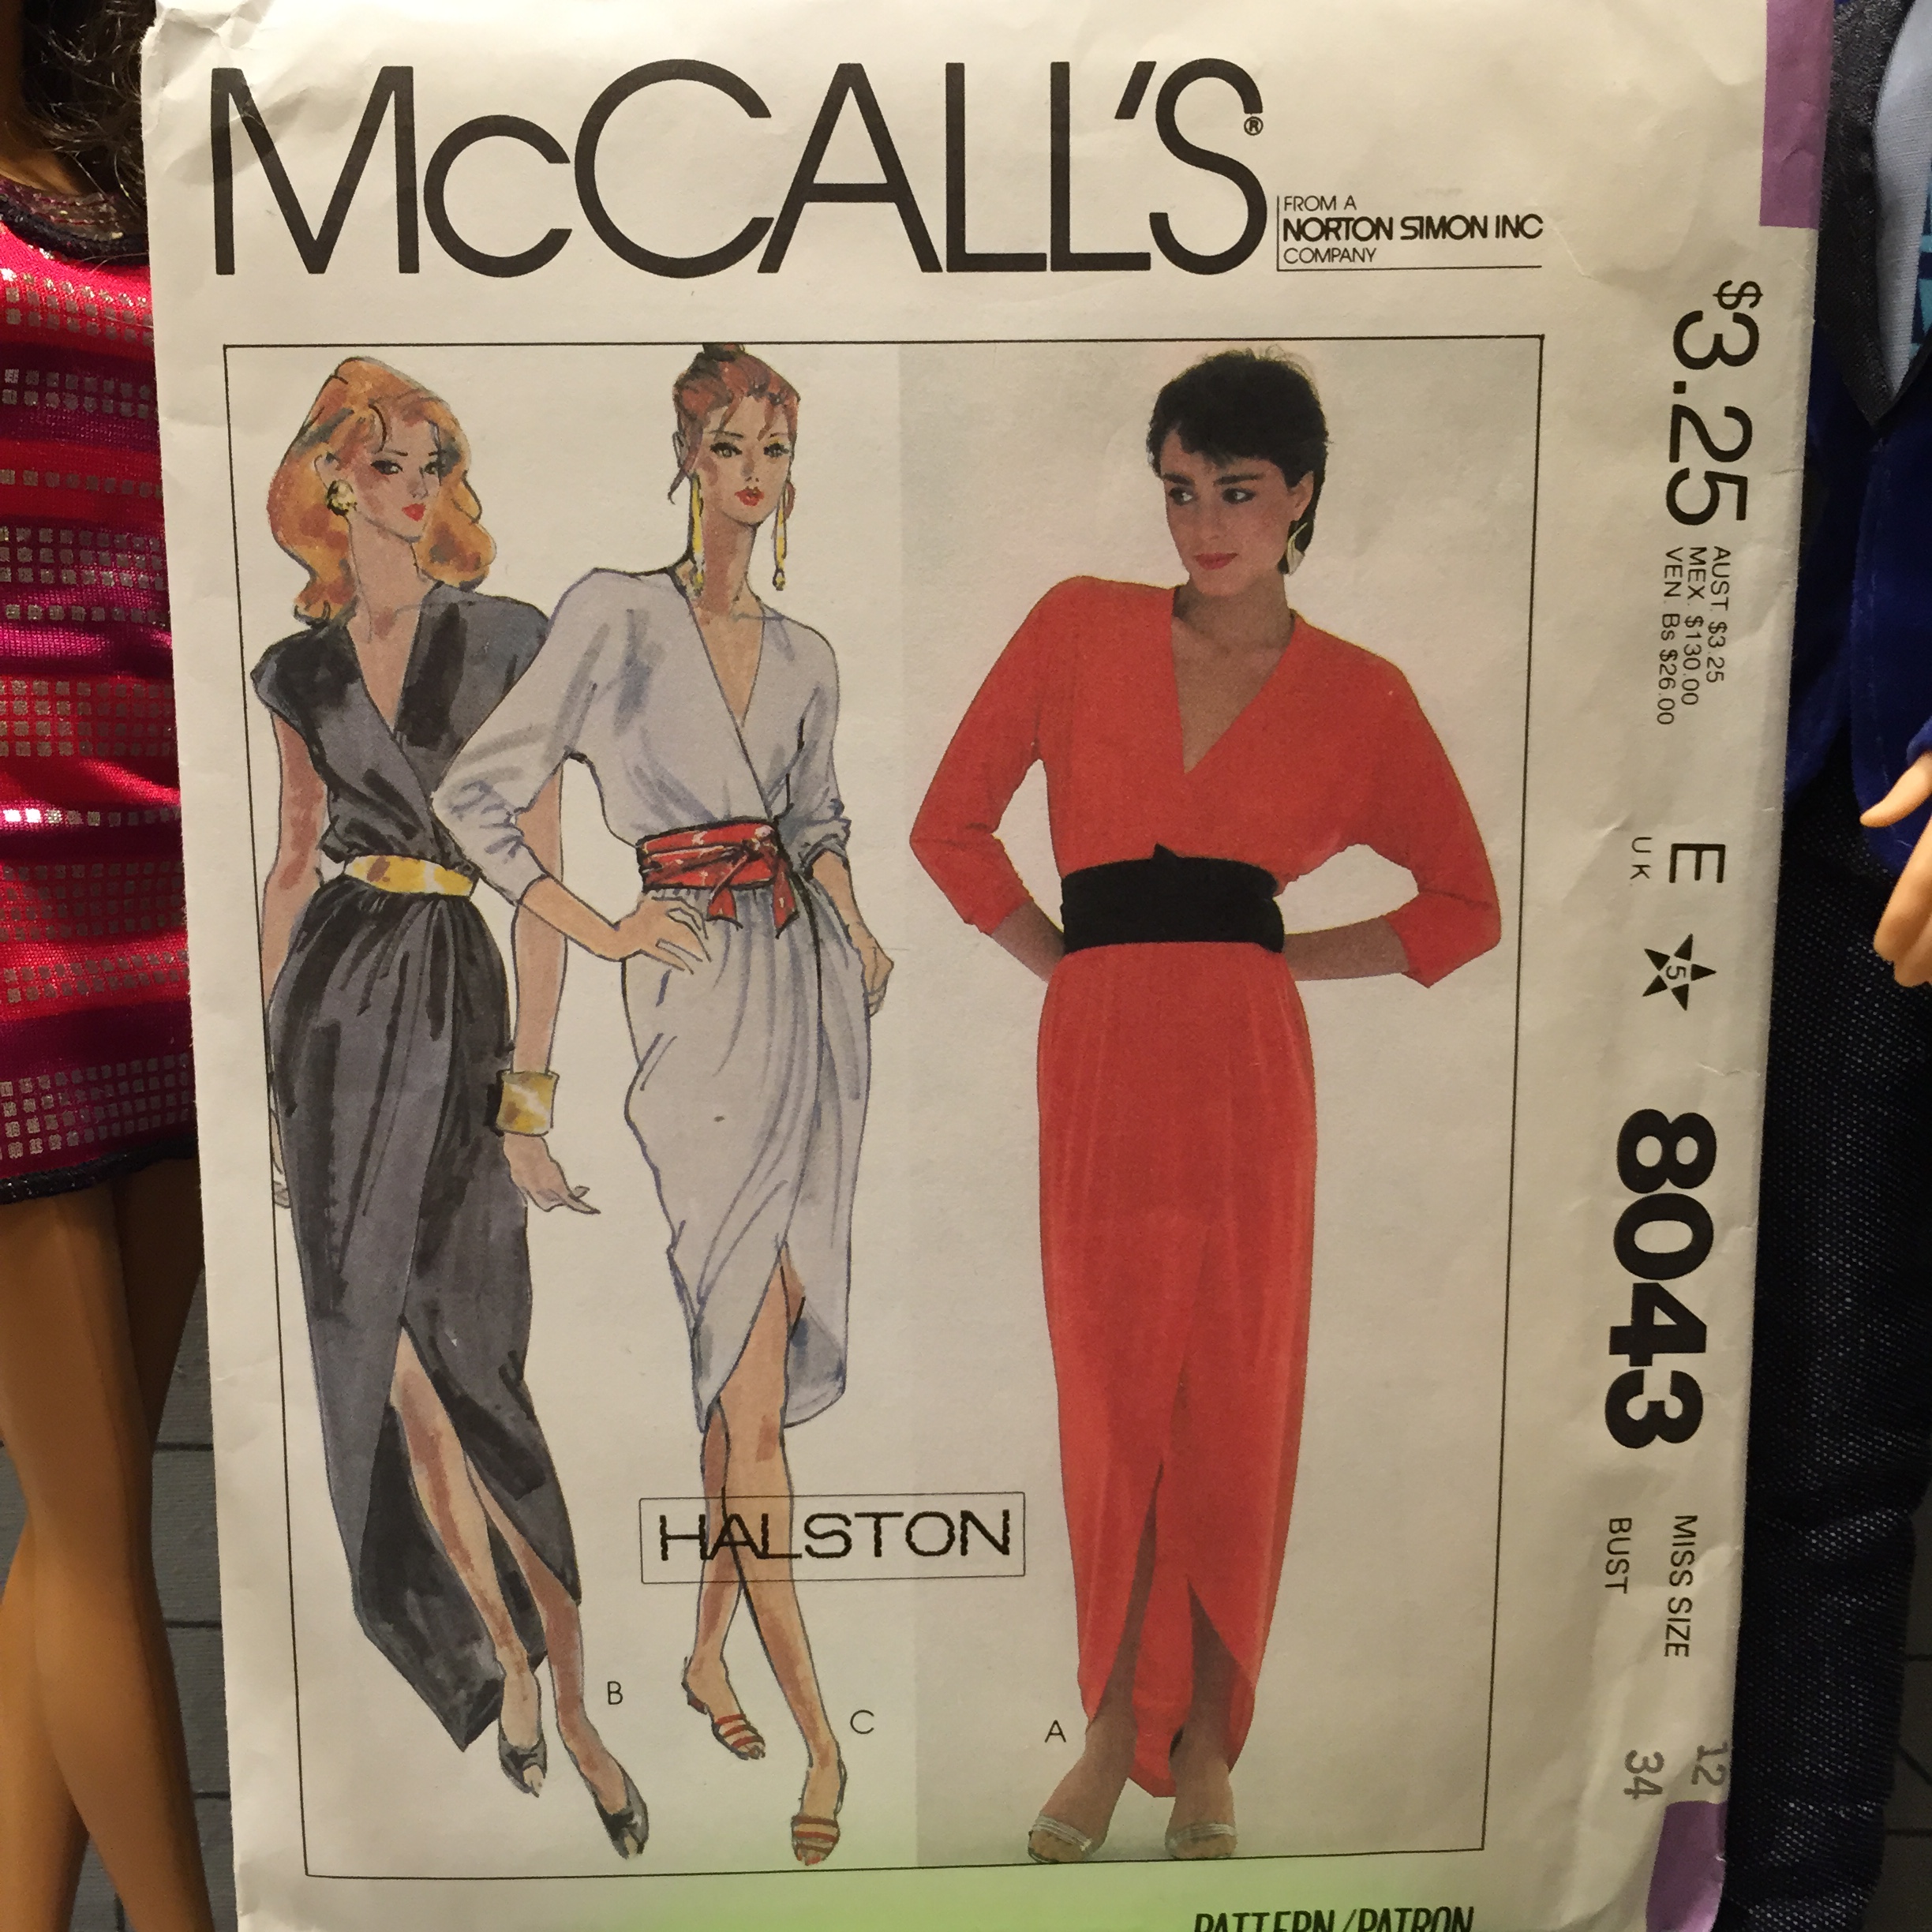 McCALL'S®
FROM A
NORTON SIMON INC
COMPANY
$3.25
AUST. $3.25
MEX. $130.00
VEN. Bs $26.00
E
UK.
5
8043
MISS SIZE 12
BUST 34
HALSTON
B
C
A
PATTERN/PATRON